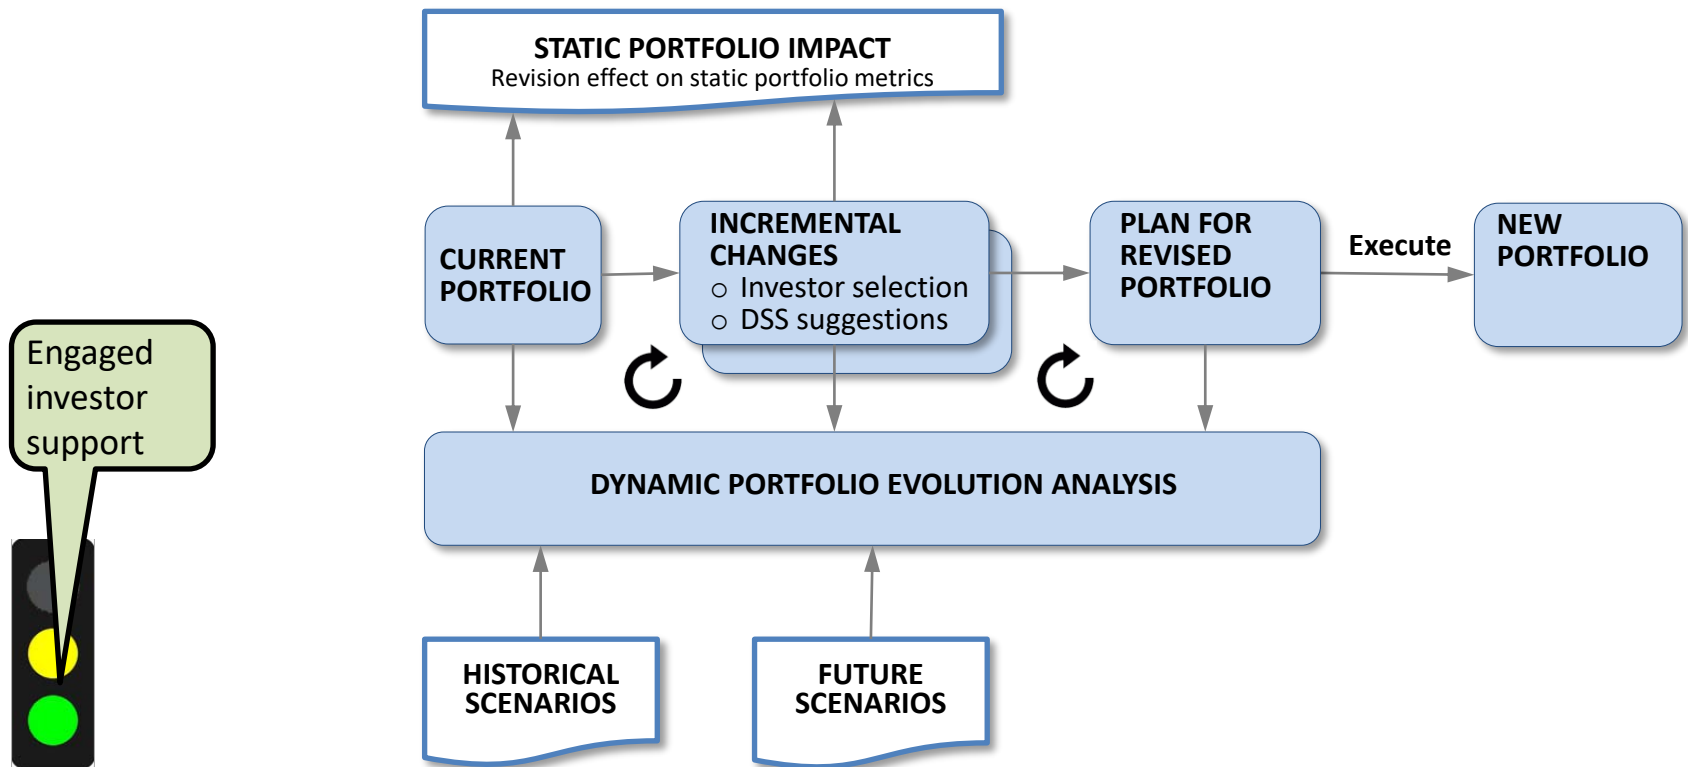 STATIC PORTFOLIO IMPACT
Revision effect on static portfolio metrics
CURRENT
PORTFOLIO
INCREMENTAL
CHANGES
○ Investor selection
○ DSS suggestions
PLAN FOR
REVISED
PORTFOLIO
Execute
NEW
PORTFOLIO
Engaged
investor
support
DYNAMIC PORTFOLIO EVOLUTION ANALYSIS
HISTORICAL
SCENARIOS
FUTURE
SCENARIOS